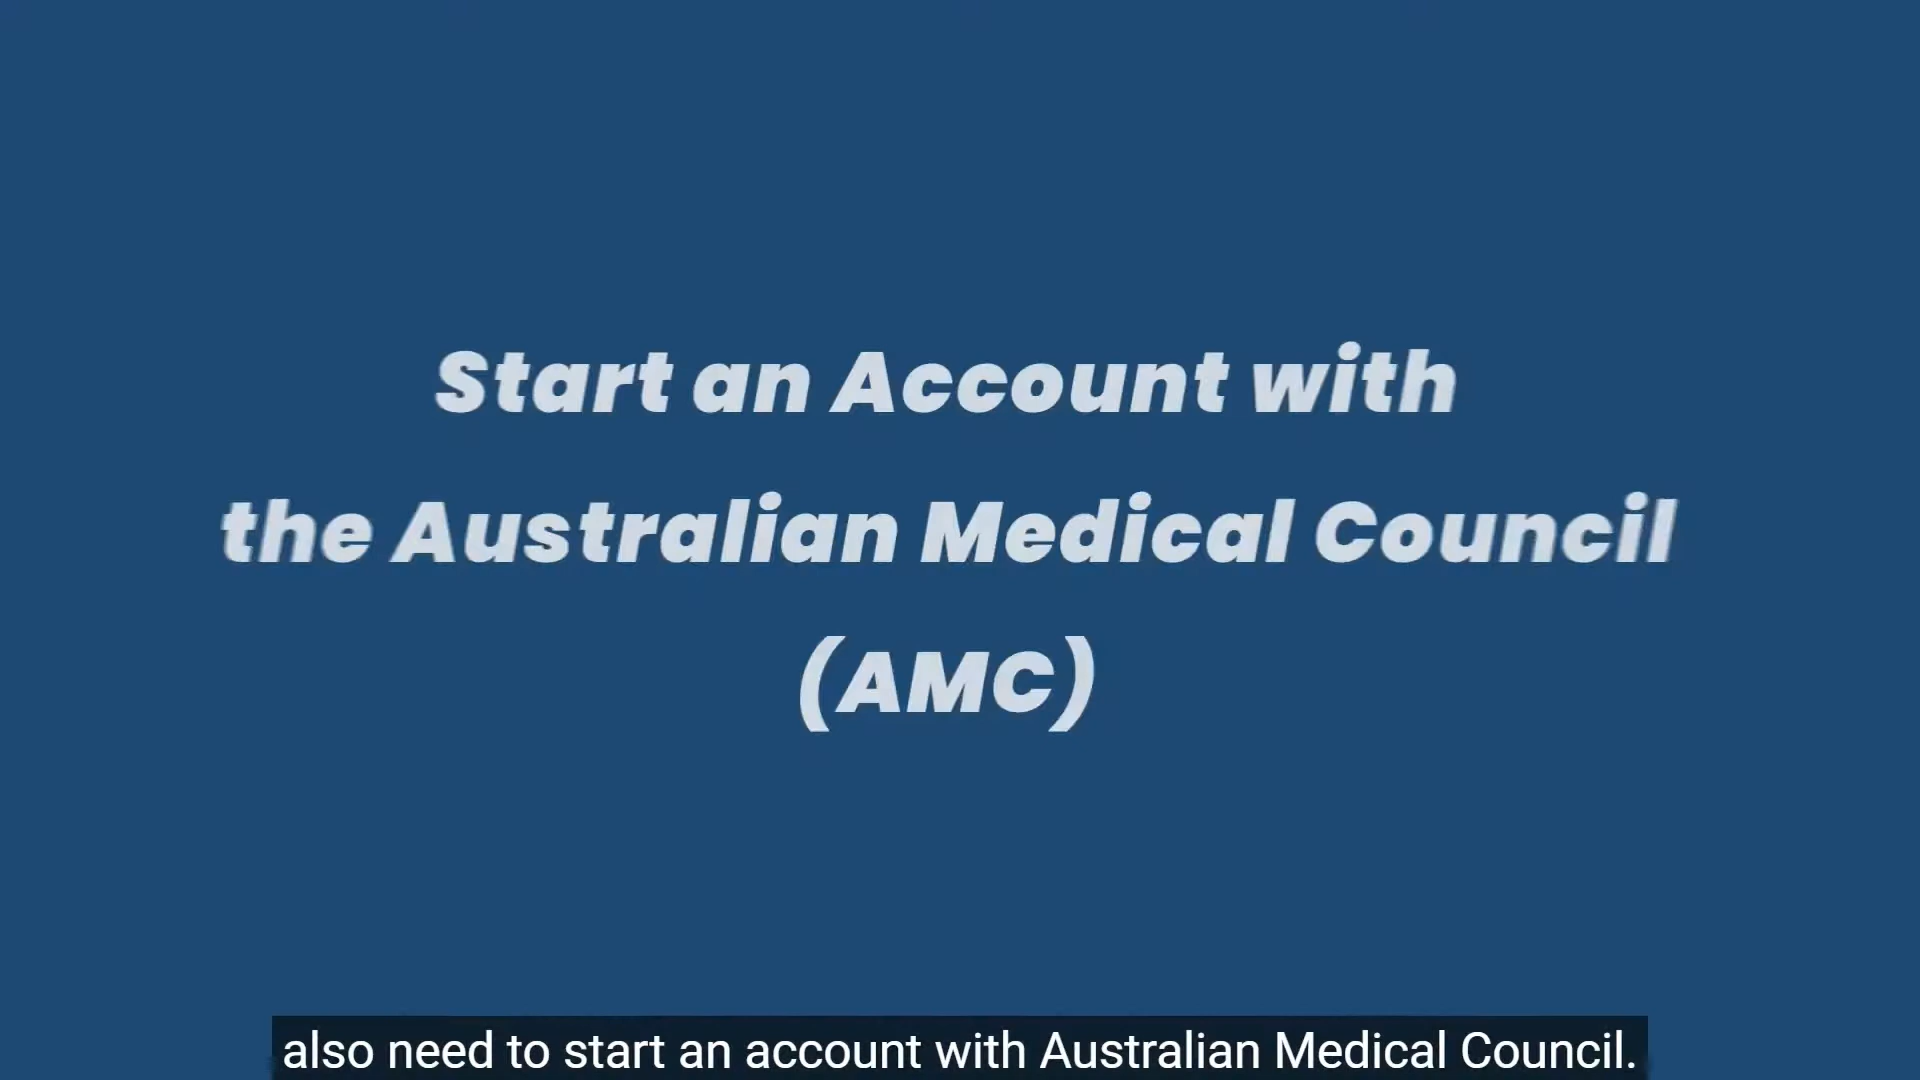 Start an Account with
the Australian Medical Council
(AMC)
also need to start an account with Australian Medical Council.